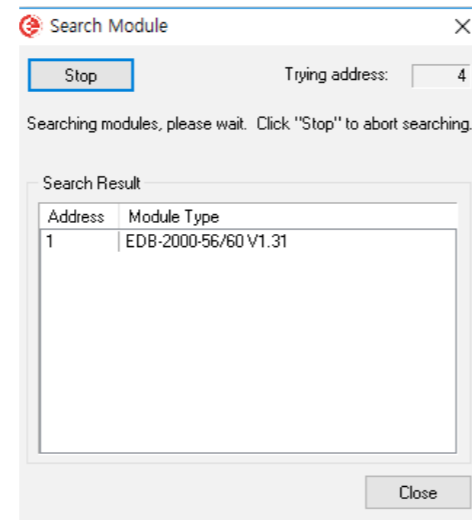 Search Module
Stop Trying address: 4
Searching modules, please wait. Click "Stop" to abort searching.
Search Result
Address Module Type
1 EDB-2000-56/60 V1.31
Close